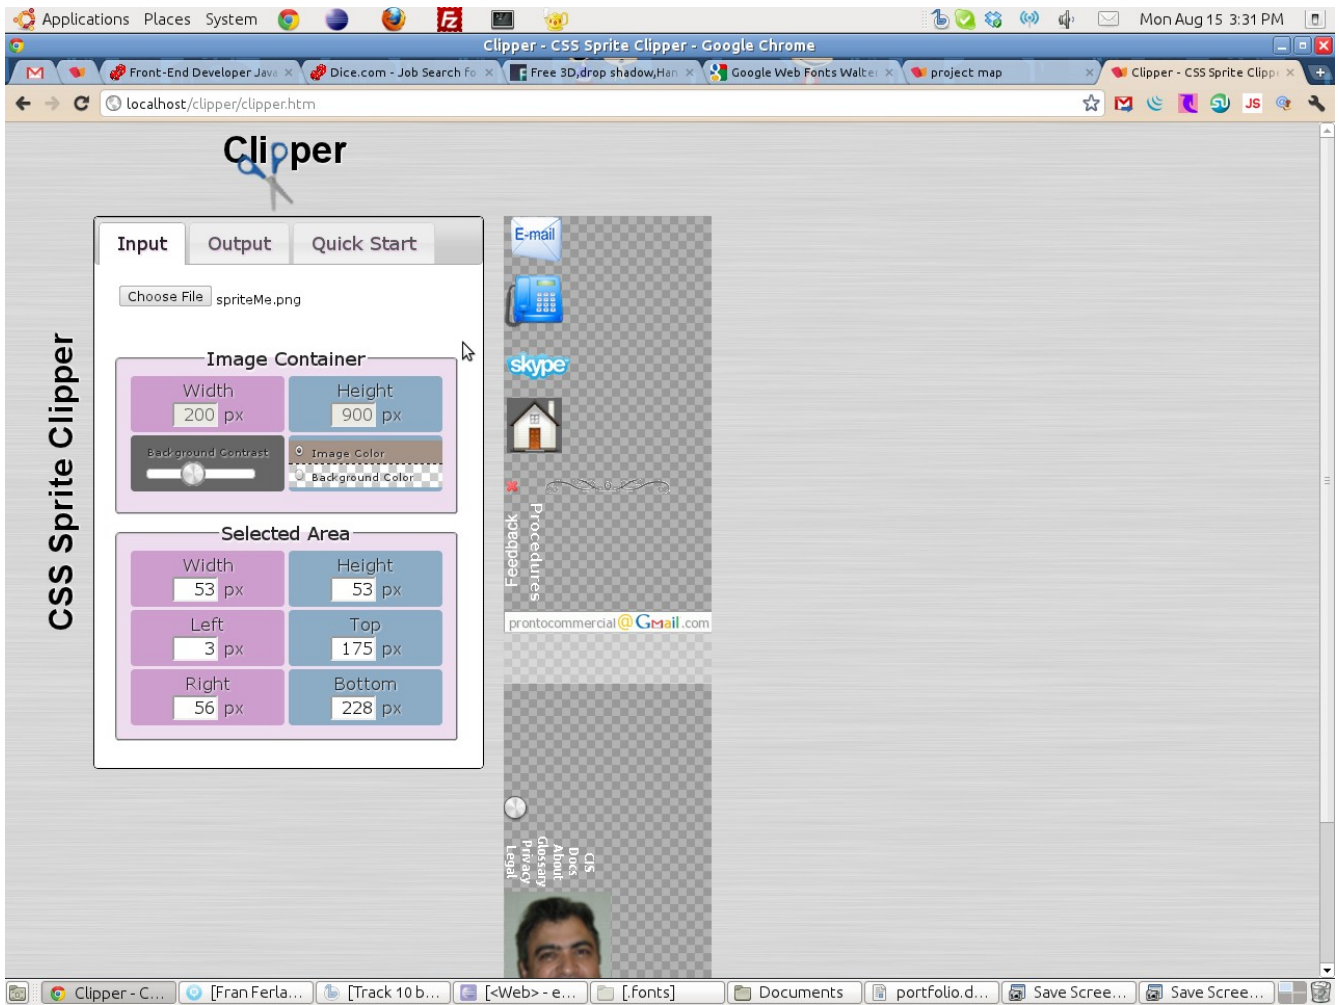 Applications Places System Mon Aug 15 3:31 PM
Clipper - CSS Sprite Clipper - Google Chrome
Front-End Developer Java Dice.com - Job Search Fo Free 3D,drop shadow,Han Google Web Fonts Walter project map Clipper - CSS Sprite Clipp
localhost/clipper/clipper.htm JS
Clipper
CSS Sprite Clipper
Input Output Quick Start
Choose File spriteMe.png
Image Container
Width Height
200 px 900 px
Background Contrast Image Color
Background Color
Selected Area
Width Height
53 px 53 px
Left Top
3 px 175 px
Right Bottom
56 px 228 px
E-mail
skype
Feedback
Procedures
prontocommercial@Gmail.com
Legal
Privacy
Glossary
About
Docs
CIS
Clipper - C... [Fran Ferla... [Track 10 b... [<Web> - e... [.fonts] Documents portfolio.d... Save Scree... Save Scree...